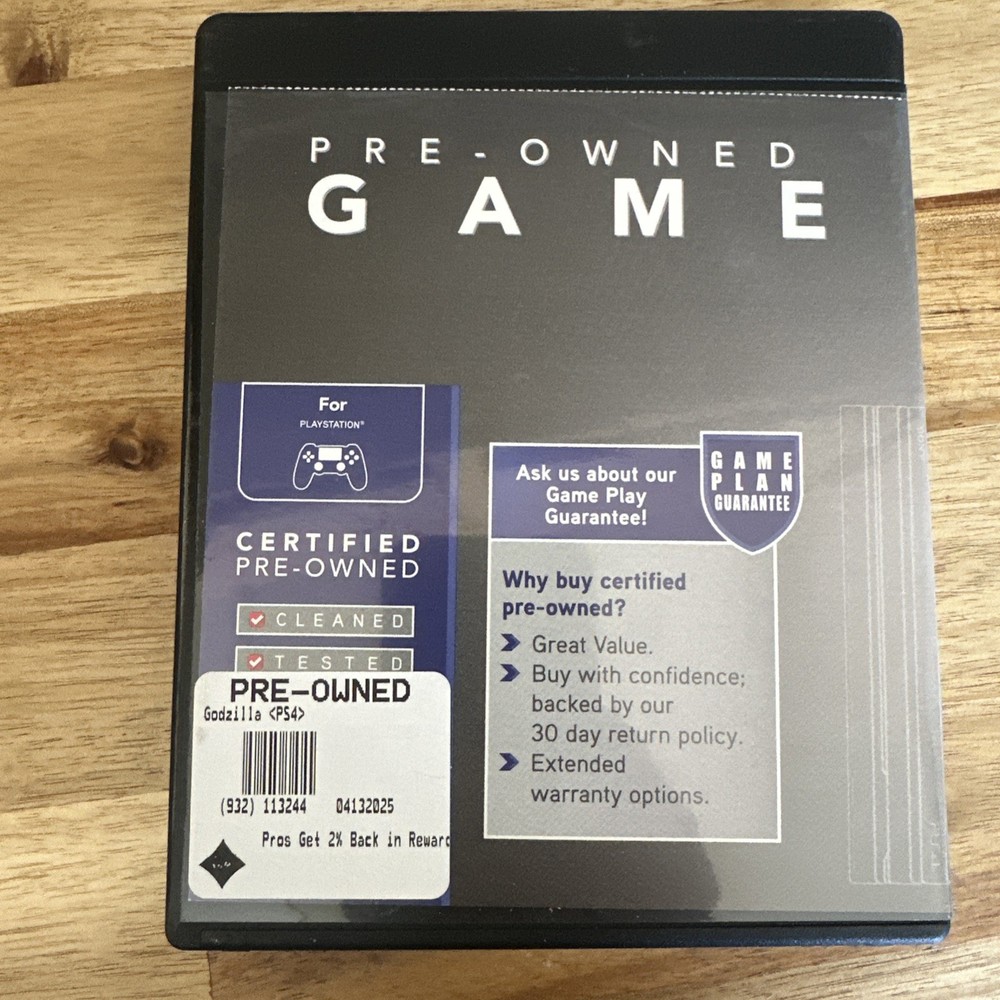 PRE-OWNED
GAME
For
PLAYSTATION®
CERTIFIED
PRE-OWNED
CLEANED
TESTED
PRE-OWNED
Godzilla <PS4>
(932) 113244 04132025
Pros Get 2% Back in Reward
Ask us about our
Game Play
Guarantee!
GAME
PLAN
GUARANTEE
Why buy certified
pre-owned?
Great Value.
Buy with confidence;
backed by our
30 day return policy.
Extended
warranty options.